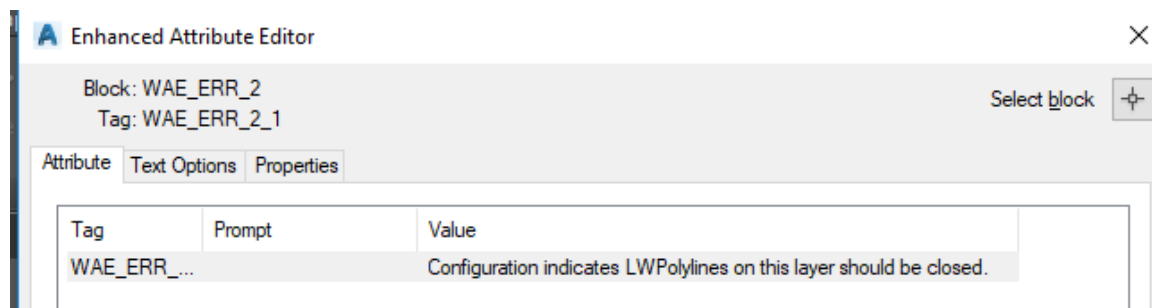 Enhanced Attribute Editor
Block: WAE_ERR_2
Select block
Tag: WAE_ERR_2_1
Attribute Text Options Properties
Tag Prompt Value
WAE_ERR_... Configuration indicates LWPolylines on this layer should be closed.